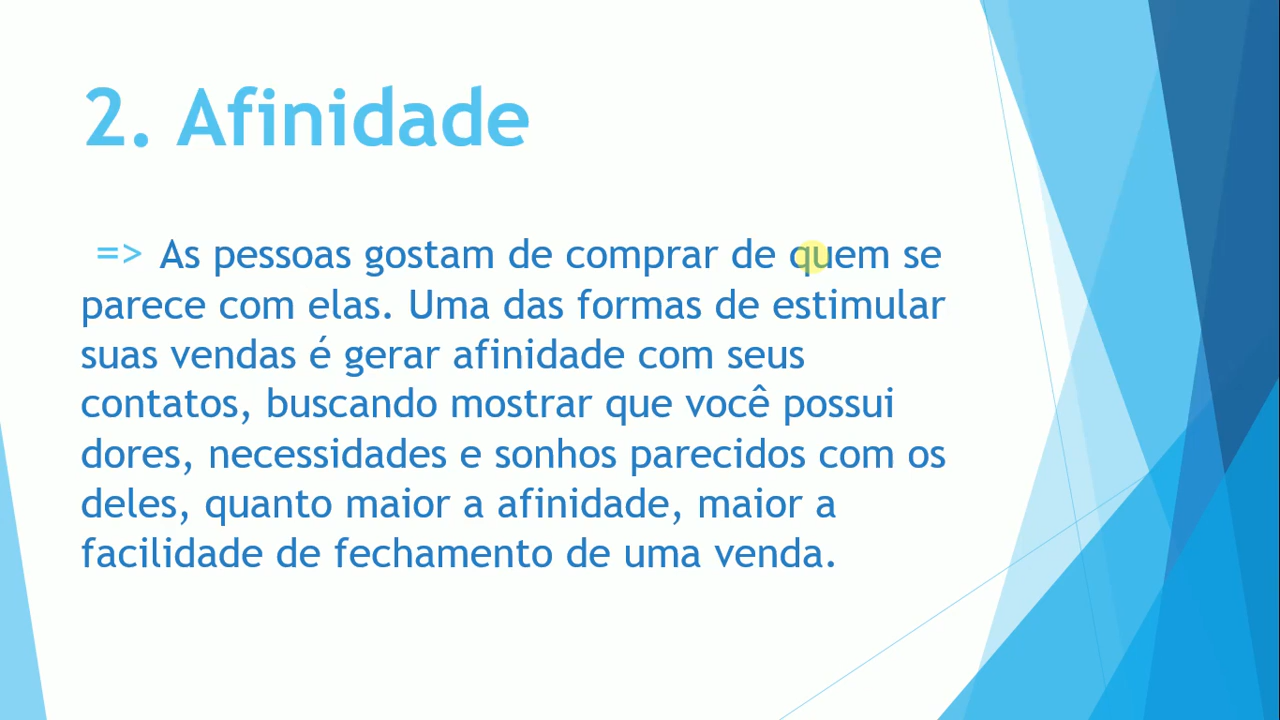 2. Afinidade
=> As pessoas gostam de comprar de quem se
parece com elas. Uma das formas de estimular
suas vendas é gerar afinidade com seus
contatos, buscando mostrar que você possui
dores, necessidades e sonhos parecidos com os
deles, quanto maior a afinidade, maior a
facilidade de fechamento de uma venda.